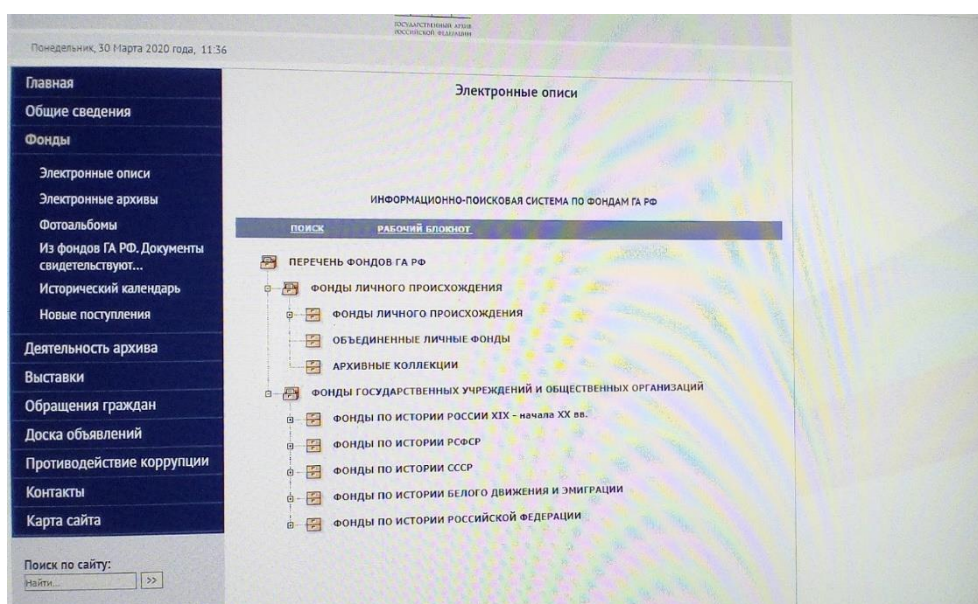 ГОСУДАРСТВЕННЫЙ АРХИВ
РОССИЙСКОЙ ФЕДЕРАЦИИ
Понедельник, 30 Марта 2020 года, 11:36
Главная
Общие сведения
Фонды
Электронные описи
Электронные архивы
Фотоальбомы
Из фондов ГА РФ. Документы
свидетельствуют...
Исторический календарь
Новые поступления
Деятельность архива
Выставки
Обращения граждан
Доска объявлений
Противодействие коррупции
Контакты
Карта сайта
Поиск по сайту:
Найти... >>
Электронные описи
ИНФОРМАЦИОННО-ПОИСКОВАЯ СИСТЕМА ПО ФОНДАМ ГА РФ
ПОИСК РАБОЧИЙ БЛОКНОТ
ПЕРЕЧЕНЬ ФОНДОВ ГА РФ
ФОНДЫ ЛИЧНОГО ПРОИСХОЖДЕНИЯ
ФОНДЫ ЛИЧНОГО ПРОИСХОЖДЕНИЯ
ОБЪЕДИНЕННЫЕ ЛИЧНЫЕ ФОНДЫ
АРХИВНЫЕ КОЛЛЕКЦИИ
ФОНДЫ ГОСУДАРСТВЕННЫХ УЧРЕЖДЕНИЙ И ОБЩЕСТВЕННЫХ ОРГАНИЗАЦИЙ
ФОНДЫ ПО ИСТОРИИ РОССИИ XIX - начала XX вв.
ФОНДЫ ПО ИСТОРИИ РСФСР
ФОНДЫ ПО ИСТОРИИ СССР
ФОНДЫ ПО ИСТОРИИ БЕЛОГО ДВИЖЕНИЯ И ЭМИГРАЦИИ
ФОНДЫ ПО ИСТОРИИ РОССИЙСКОЙ ФЕДЕРАЦИИ